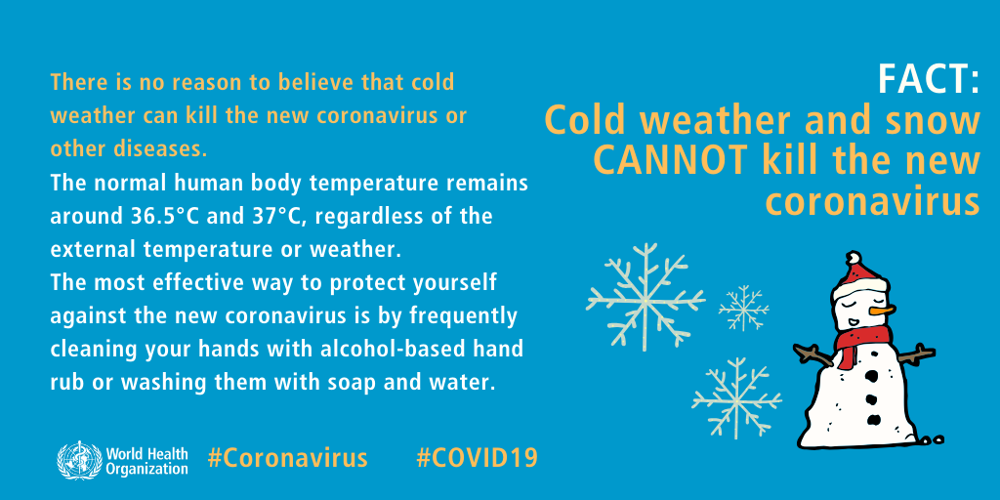 There is no reason to believe that cold
weather can kill the new coronavirus or
other diseases.
The normal human body temperature remains
around 36.5°C and 37°C, regardless of the
external temperature or weather.
The most effective way to protect yourself
against the new coronavirus is by frequently
cleaning your hands with alcohol-based hand
rub or washing them with soap and water.
FACT:
Cold weather and snow
CANNOT kill the new
coronavirus
World Health
Organization
#Coronavirus #COVID19